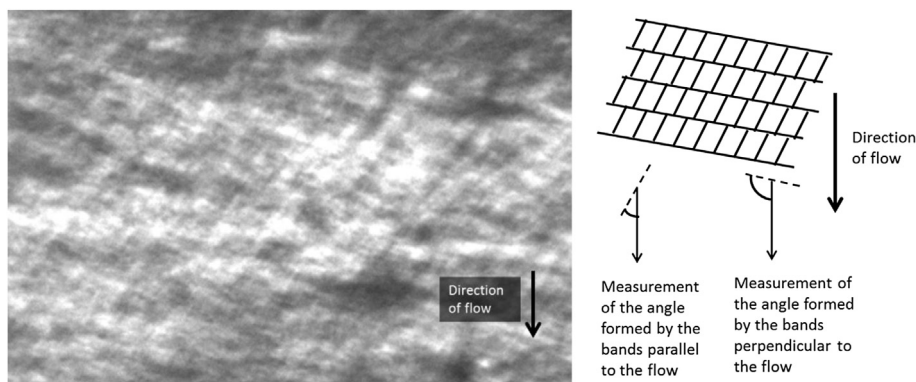 Direction
of flow
Direction
of flow
Measurement
of the angle
formed by the
bands parallel
to the flow
Measurement of
the angle formed
by the bands
perpendicular to
the flow